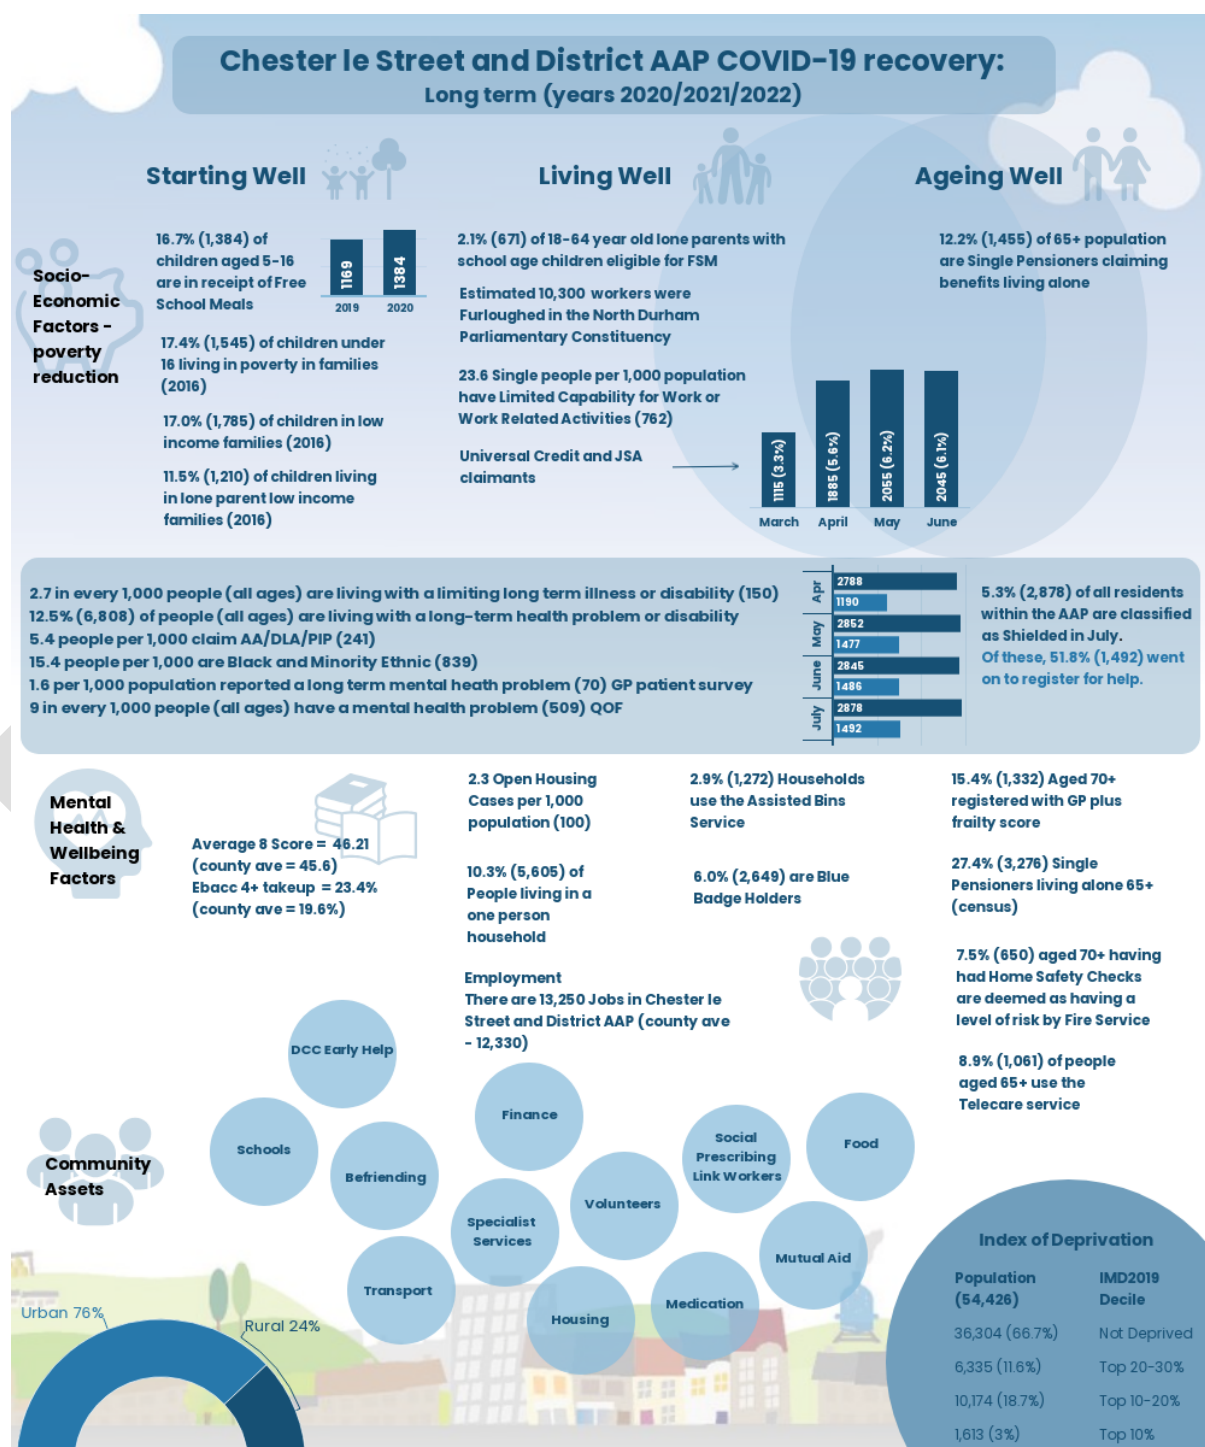 Chester le Street and District AAP COVID-19 recovery:
Long term (years 2020/2021/2022)
Starting Well
Living Well
Ageing Well
Socio-
Economic
Factors -
poverty
reduction
16.7% (1,384) of
children aged 5-16
are in receipt of Free
School Meals
1169
1384
2019
2020
17.4% (1,545) of children under
16 living in poverty in families
(2016)
17.0% (1,785) of children in low
income families (2016)
11.5% (1,210) of children living
in lone parent low income
families (2016)
2.1% (671) of 18-64 year old lone parents with
school age children eligible for FSM
Estimated 10,300 workers were
Furloughed in the North Durham
Parliamentary Constituency
23.6 Single people per 1,000 population
have Limited Capability for Work or
Work Related Activities (762)
Universal Credit and JSA
claimants
1115 (3.3%)
1885 (5.6%)
2055 (6.2%)
2045 (6.1%)
March
April
May
June
12.2% (1,455) of 65+ population
are Single Pensioners claiming
benefits living alone
2.7 in every 1,000 people (all ages) are living with a limiting long term illness or disability (150)
12.5% (6,808) of people (all ages) are living with a long-term health problem or disability
5.4 people per 1,000 claim AA/DLA/PIP (241)
15.4 people per 1,000 are Black and Minority Ethnic (839)
1.6 per 1,000 population reported a long term mental heath problem (70) GP patient survey
9 in every 1,000 people (all ages) have a mental health problem (509) QOF
Apr
2788
1190
May
2852
1477
June
2845
1486
July
2878
1492
5.3% (2,878) of all residents
within the AAP are classified
as Shielded in July.
Of these, 51.8% (1,492) went
on to register for help.
Mental
Health &
Wellbeing
Factors
Average 8 Score = 46.21
(county ave = 45.6)
Ebacc 4+ takeup = 23.4%
(county ave = 19.6%)
2.3 Open Housing
Cases per 1,000
population (100)
10.3% (5,605) of
People living in a
one person
household
Employment
There are 13,250 Jobs in Chester le
Street and District AAP (county ave
- 12,330)
2.9% (1,272) Households
use the Assisted Bins
Service
6.0% (2,649) are Blue
Badge Holders
15.4% (1,332) Aged 70+
registered with GP plus
frailty score
27.4% (3,276) Single
Pensioners living alone 65+
(census)
7.5% (650) aged 70+ having
had Home Safety Checks
are deemed as having a
level of risk by Fire Service
8.9% (1,061) of people
aged 65+ use the
Telecare service
Community
Assets
DCC Early Help
Schools
Befriending
Transport
Finance
Specialist
Services
Volunteers
Housing
Social
Prescribing
Link Workers
Food
Mutual Aid
Medication
Urban 76%
Rural 24%
Index of Deprivation
Population
(54,426)
IMD2019
Decile
36,304 (66.7%) Not Deprived
6,335 (11.6%) Top 20-30%
10,174 (18.7%) Top 10-20%
1,613 (3%) Top 10%